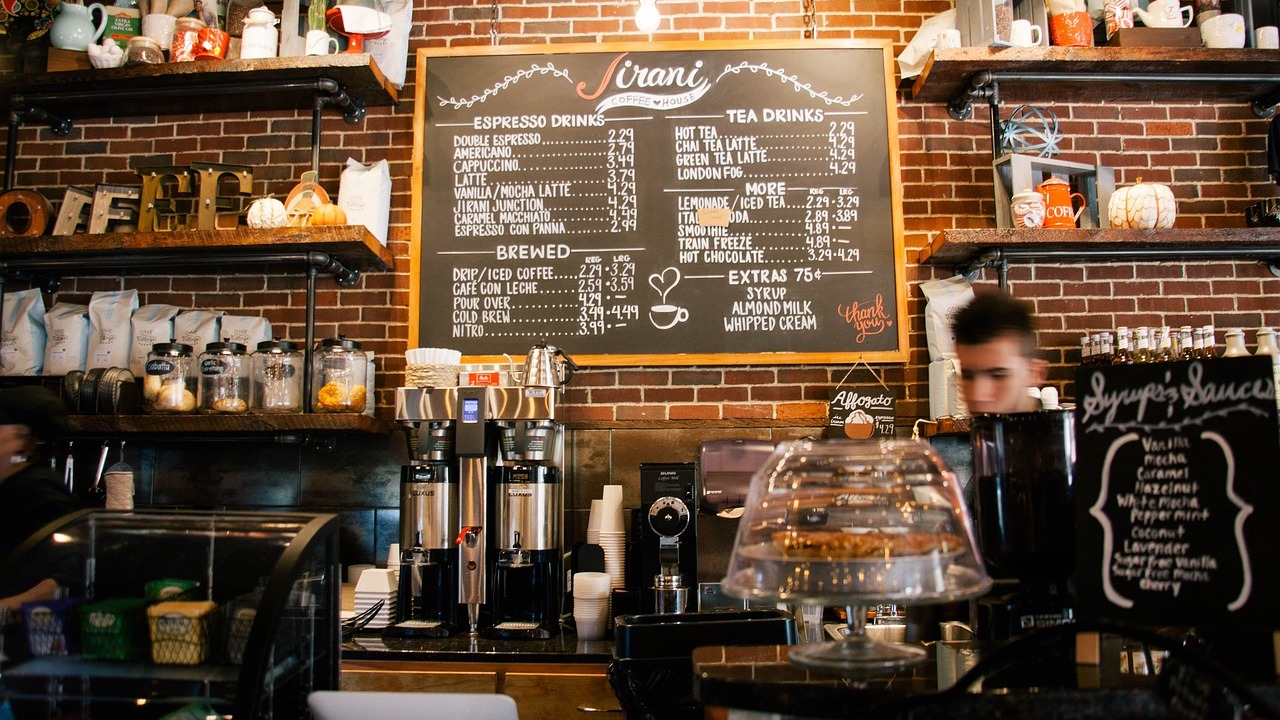 Jirani
COFFEE HOUSE
ESPRESSO DRINKS
DOUBLE ESPRESSO 2.29
AMERICANO 2.79
CAPPUCCINO 3.49
LATTE 3.79
VANILLA/MOCHA LATTE 4.29
JIRANI JUNCTION 4.29
CARAMEL MACCHIATO 4.49
ESPRESSO CON PANNA 2.99
BREWED
REG LRG
DRIP/ICED COFFEE 2.29 • 3.29
CAFÉ CON LECHE 2.59 • 3.59
POUR OVER 4.29 • —
COLD BREW 3.49 • 4.49
NITRO 3.99 • —
TEA DRINKS
HOT TEA 2.29
CHAI TEA LATTE 4.29
GREEN TEA LATTE 4.29
LONDON FOG 4.29
MORE
REG LRG
LEMONADE/ICED TEA 2.29 • 3.29
2.89 • 3.89
SMOOTHIE 4.89 • —
TRAIN FREEZE 4.89 • —
HOT CHOCOLATE 3.29 • 4.29
EXTRAS 75¢
SYRUP
ALMOND MILK
WHIPPED CREAM
thank
you
Affogato
$4.29
COFFEE
Syrups & Sauces
Vanilla
mocha
Caramel
Hazelnut
White mocha
Peppermint
Coconut
Lavender
Sugar free Vanilla
Sugar free mocha
cherry
LUXUS
LUXUS
BUNN